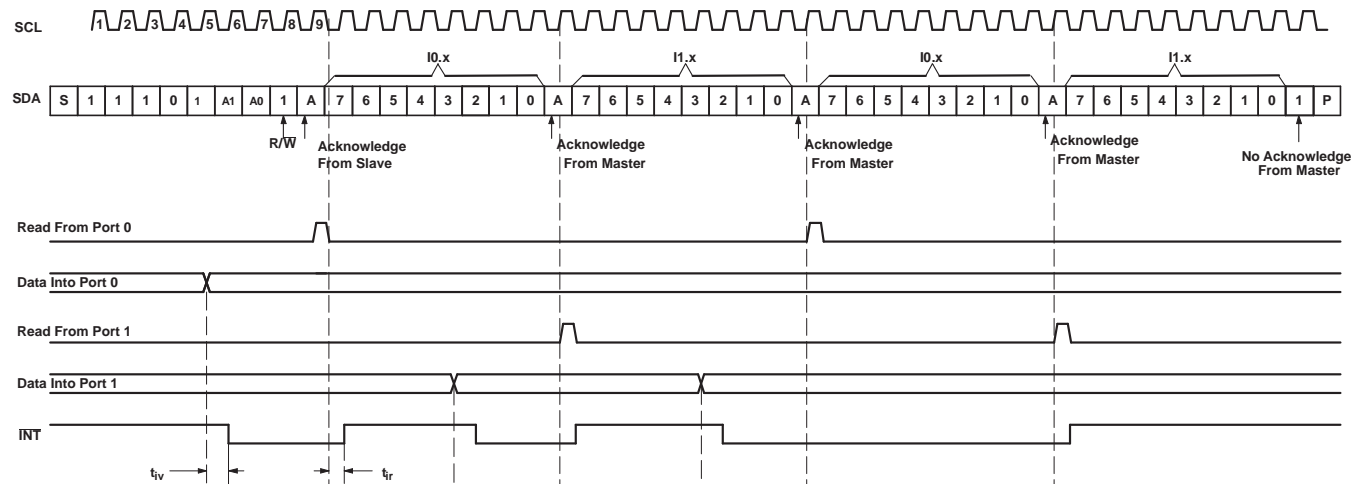 SCL 1 2 3 4 5 6 7 8 9
I0.x I1.x I0.x I1.x
SDA S 1 1 1 0 1 A1 A0 1 A 7 6 5 4 3 2 1 0 A 7 6 5 4 3 2 1 0 A 7 6 5 4 3 2 1 0 A 7 6 5 4 3 2 1 0 1 P
R/W̅
Acknowledge
From Slave
Acknowledge
From Master
Acknowledge
From Master
Acknowledge
From Master
No Acknowledge
From Master
Read From Port 0
Data Into Port 0
Read From Port 1
Data Into Port 1
I̅N̅T̅
tiv tir